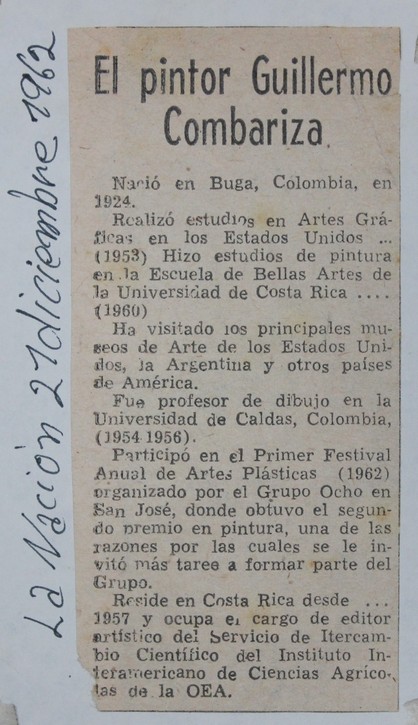 La Nación 21 diciembre 1962
El pintor Guillermo
Combariza
Nació en Buga, Colombia, en
1924.
Realizó estudios en Artes Grá-
ficas en los Estados Unidos ...
(1953) Hizo estudios de pintura
en la Escuela de Bellas Artes de
la Universidad de Costa Rica ....
(1960)
Ha visitado los principales mu-
seos de Arte de los Estados Uni-
dos, la Argentina y otros países
de América.
Fue profesor de dibujo en la
Universidad de Caldas, Colombia,
(1954-1956).
Participó en el Primer Festival
Anual de Artes Plásticas (1962)
organizado por el Grupo Ocho en
San José, donde obtuvo el segun-
do premio en pintura, una de las
razones por las cuales se le in-
vitó más taree a formar parte del
Grupo.
Reside en Costa Rica desde ...
1957 y ocupa el cargo de editor
artístico del Servicio de Itercam-
bio Científico del Instituto In-
teramericano de Ciencias Agríco-
las de la OEA.